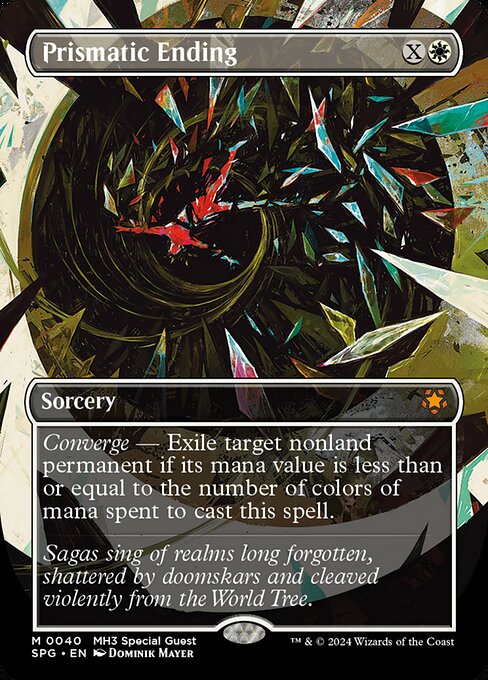 Prismatic Ending X
Sorcery
Converge — Exile target nonland
permanent if its mana value is less than
or equal to the number of colors of
mana spent to cast this spell.
Sagas sing of realms long forgotten,
shattered by doomskars and cleaved
violently from the World Tree.
M 0040 MH3 Special Guest
SPG • EN Dominik Mayer
™ & © 2024 Wizards of the Coast